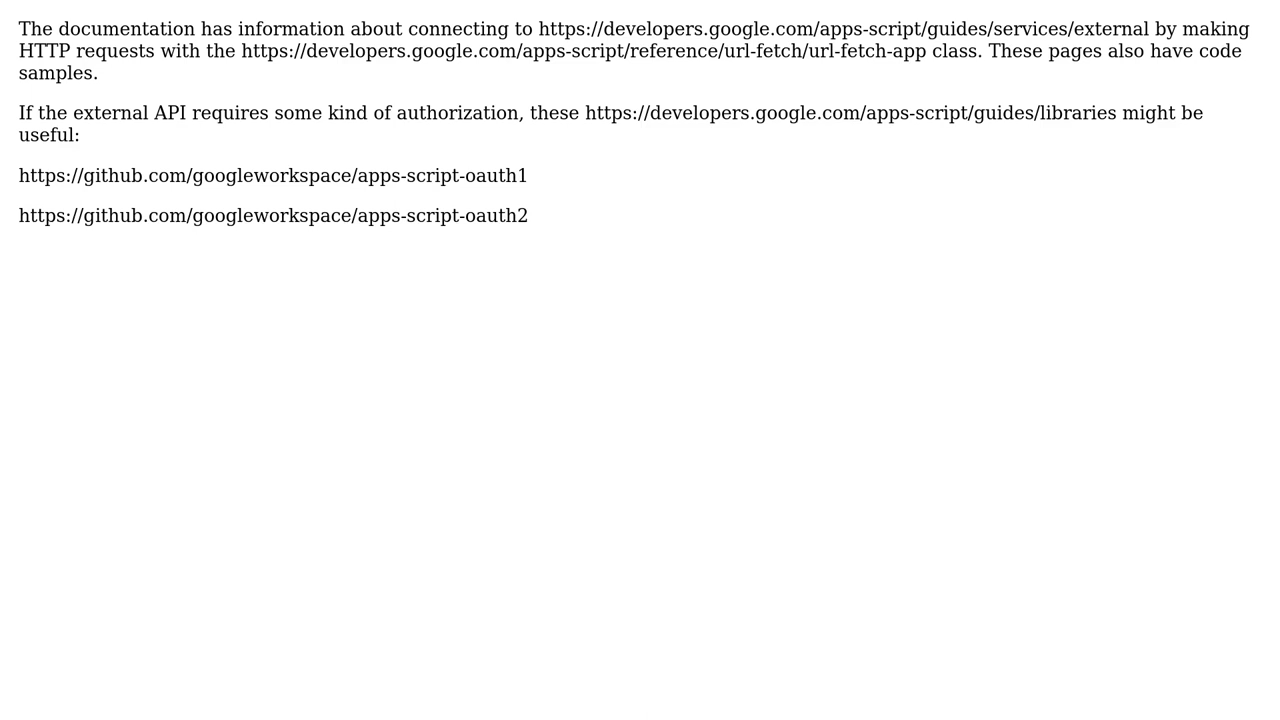 The documentation has information about connecting to https://developers.google.com/apps-script/guides/services/external by making
HTTP requests with the https://developers.google.com/apps-script/reference/url-fetch/url-fetch-app class. These pages also have code
samples.
If the external API requires some kind of authorization, these https://developers.google.com/apps-script/guides/libraries might be
useful:
https://github.com/googleworkspace/apps-script-oauth1
https://github.com/googleworkspace/apps-script-oauth2